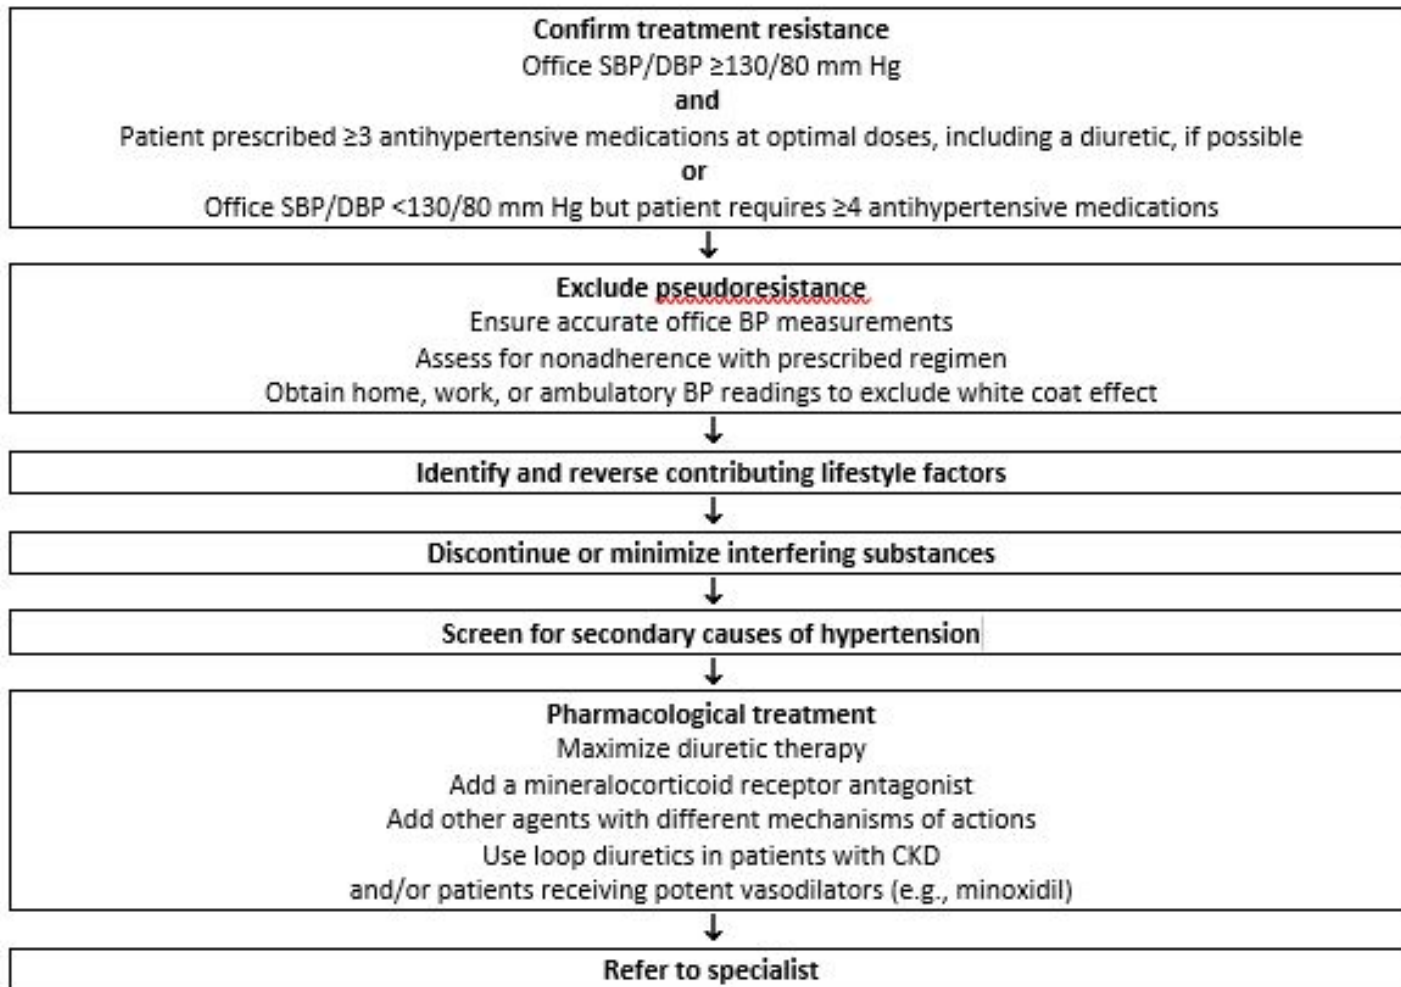 Confirm treatment resistance
Office SBP/DBP ≥130/80 mm Hg
and
Patient prescribed ≥3 antihypertensive medications at optimal doses, including a diuretic, if possible
or
Office SBP/DBP <130/80 mm Hg but patient requires ≥4 antihypertensive medications
Exclude pseudoresistance
Ensure accurate office BP measurements
Assess for nonadherence with prescribed regimen
Obtain home, work, or ambulatory BP readings to exclude white coat effect
Identify and reverse contributing lifestyle factors
Discontinue or minimize interfering substances
Screen for secondary causes of hypertension
Pharmacological treatment
Maximize diuretic therapy
Add a mineralocorticoid receptor antagonist
Add other agents with different mechanisms of actions
Use loop diuretics in patients with CKD
and/or patients receiving potent vasodilators (e.g., minoxidil)
Refer to specialist